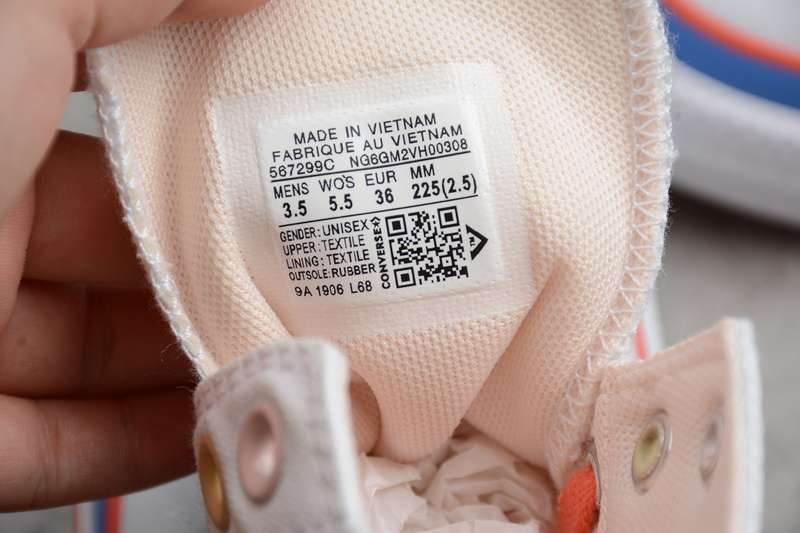 MADE IN VIETNAM
FABRIQUE AU VIETNAM
567299C NG6GM2VH00308
MENS WO'S EUR MM
3.5 5.5 36 225(2.5)
GENDER: UNISEX
UPPER: TEXTILE
LINING: TEXTILE
OUTSOLE: RUBBER
9A 1906 L68
CONVERSE
TM